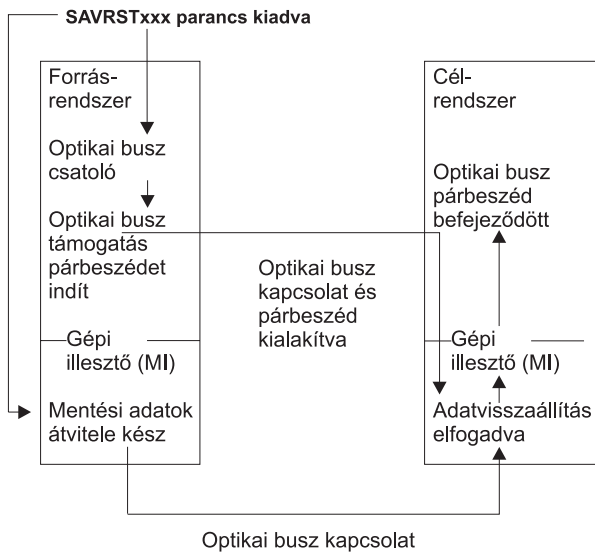 SAVRSTxxx parancs kiadva
Forrás-
rendszer
Optikai busz
csatoló
Optikai busz
támogatás
párbeszédet
indít
Gépi
illesztő (MI)
Mentési adatok
átvitele kész
Optikai busz
kapcsolat és
párbeszéd
kialakítva
Cél-
rendszer
Optikai busz
párbeszéd
befejeződött
Gépi
illesztő (MI)
Adatvisszaállítás
elfogadva
Optikai busz kapcsolat